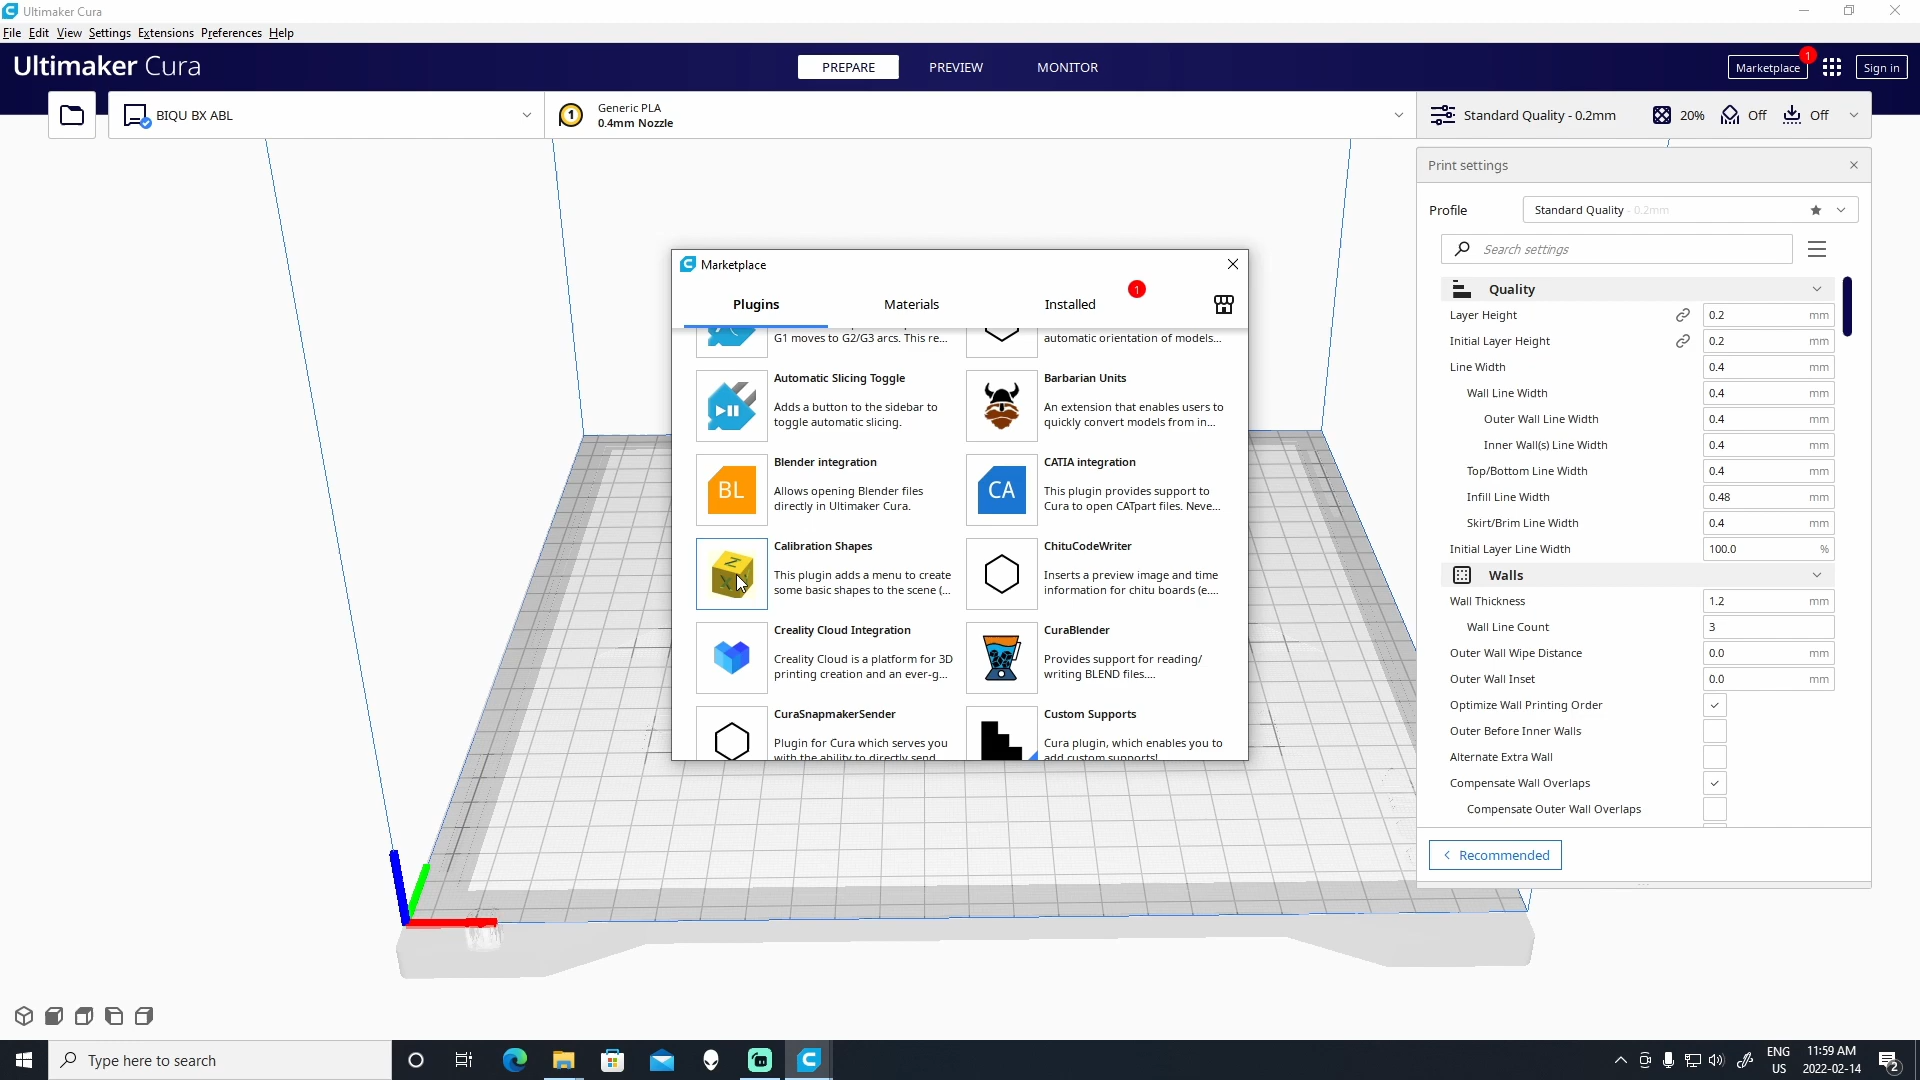 Ultimaker Cura
File Edit View Settings Extensions Preferences Help
Ultimaker Cura
PREPARE PREVIEW MONITOR
Marketplace 1 Sign in
BIQU BX ABL
1 Generic PLA
0.4mm Nozzle
Standard Quality - 0.2mm 20% Off Off
Print settings
Profile Standard Quality - 0.2mm
Search settings
Quality
Layer Height 0.2 mm
Initial Layer Height 0.2 mm
Line Width 0.4 mm
Wall Line Width 0.4 mm
Outer Wall Line Width 0.4 mm
Inner Wall(s) Line Width 0.4 mm
Top/Bottom Line Width 0.4 mm
Infill Line Width 0.48 mm
Skirt/Brim Line Width 0.4 mm
Initial Layer Line Width 100.0 %
Walls
Wall Thickness 1.2 mm
Wall Line Count 3
Outer Wall Wipe Distance 0.0 mm
Outer Wall Inset 0.0 mm
Optimize Wall Printing Order
Outer Before Inner Walls
Alternate Extra Wall
Compensate Wall Overlaps
Compensate Outer Wall Overlaps
Recommended
Marketplace
Plugins Materials Installed 1
G1 moves to G2/G3 arcs. This re...
automatic orientation of models...
Automatic Slicing Toggle
Adds a button to the sidebar to
toggle automatic slicing.
Barbarian Units
An extension that enables users to
quickly convert models from in...
BL
Blender integration
Allows opening Blender files
directly in Ultimaker Cura.
CA
CATIA integration
This plugin provides support to
Cura to open CATpart files. Neve...
Z
X
Calibration Shapes
This plugin adds a menu to create
some basic shapes to the scene (...
ChituCodeWriter
Inserts a preview image and time
information for chitu boards (e....
Creality Cloud Integration
Creality Cloud is a platform for 3D
printing creation and an ever-g...
CuraBlender
Provides support for reading/
writing BLEND files....
CuraSnapmakerSender
Plugin for Cura which serves you
with the ability to directly send
Custom Supports
Cura plugin, which enables you to
add custom supports!
Type here to search
ENG
US
11:59 AM
2022-02-14
2